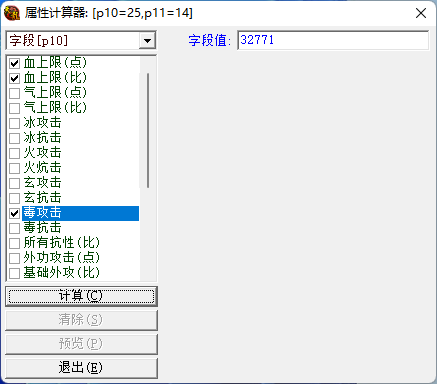 属性计算器: [p10=25,p11=14]
字段[p10]
字段值: 32771
血上限(点)
血上限(比)
气上限(点)
气上限(比)
冰攻击
冰抗击
火攻击
火炕击
玄攻击
玄抗击
毒攻击
毒抗击
所有抗性(比)
外功攻击(点)
基础外攻(比)
计算(C)
清除(S)
预览(P)
退出(E)